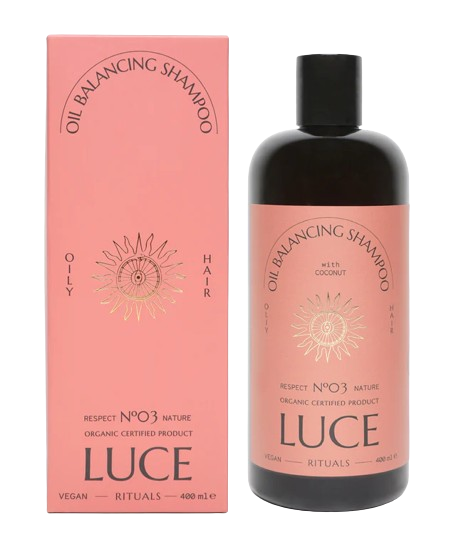 OIL BALANCING SHAMPOO
OILY HAIR
RESPECT Nº03 NATURE
ORGANIC CERTIFIED PRODUCT
LUCE
VEGAN — RITUALS — 400 ml e
OIL BALANCING SHAMPOO
with
COCONUT
OILY HAIR
RESPECT Nº03 NATURE
ORGANIC CERTIFIED PRODUCT
LUCE
VEGAN — RITUALS — 400 ml e